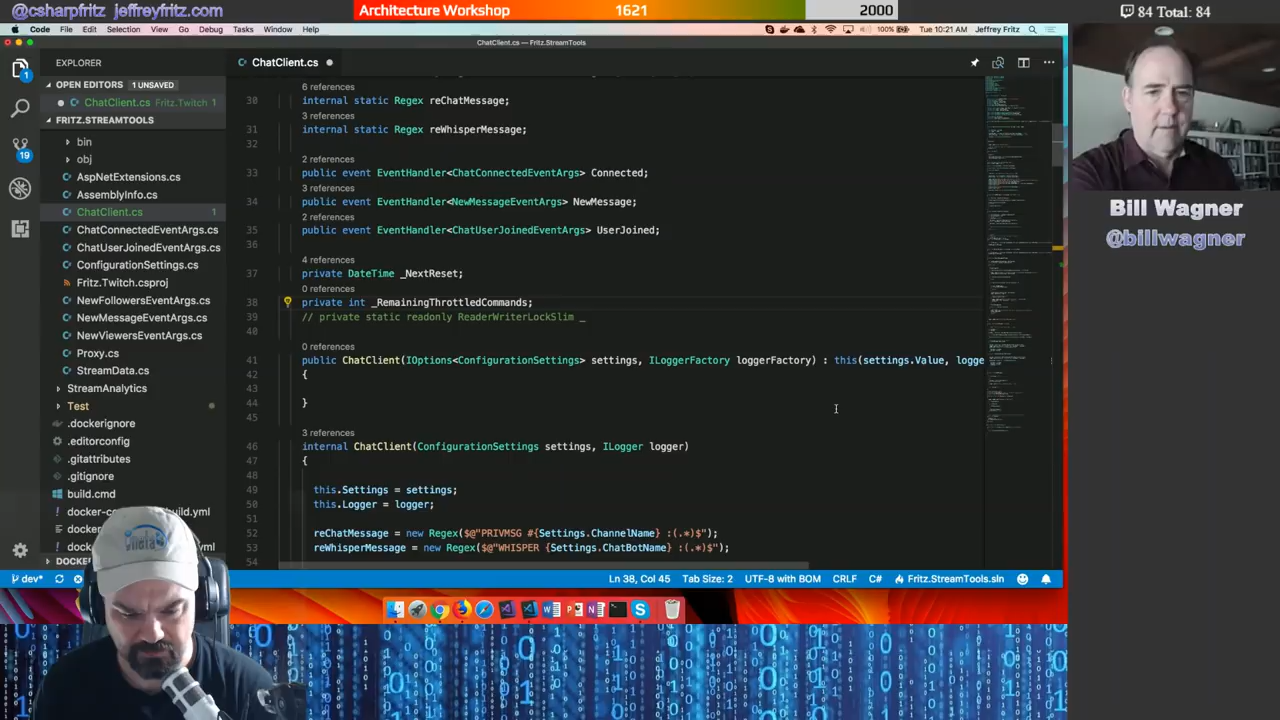 @csharpfritz jeffreyfritz.com
Architecture Workshop
1621
2000
84 Total: 84
Code File Edit Selection View Go Debug Tasks Window Help
100% Tue 10:21 AM Jeffrey Fritz
ChatClient.cs — Fritz.StreamTools
EXPLORER
OPEN EDITORS 1 UNSAVED
ChatClient.cs Fritz.Twitch 1
FRITZ.STREAMTOOLS
bin
obj
AspNetExtensions.cs
AssemblyInfo.cs
ChatClient.cs 1
ChatConnectedEventArgs.cs
ChatUserJoinedEventArgs.cs
ConfigurationSettings.cs
Fritz.Twitch.csproj
NewFollowersEventArgs.cs
NewMessageEventArgs.cs
NewViewersEventArgs.cs
Proxy.cs
StreamData.cs
StreamAnalytics
Test
.dockerignore
.editorconfig
.gitattributes
.gitignore
build.cmd
1
19
ChatClient.cs
6 references
30 internal static Regex reChatMessage;
3 references
31 internal static Regex reWhisperMessage;
32
2 references
33 public event EventHandler<ChatConnectedEventArgs> Connected;
3 references
34 public event EventHandler<NewMessageEventArgs> NewMessage;
2 references
35 public event EventHandler<ChatUserJoinedEventArgs> UserJoined;
36
4 references
37 private DateTime _NextReset;
0 references
38 private int _RemainingThrottledCommands;
39 // private static readonly ReaderWriterLockSlim _
40
0 references
41 public ChatClient(IOptions<ConfigurationSettings> settings, ILoggerFactory loggerFactory) : this(settings.Value, logge
42
43
44
45
3 references
46 internal ChatClient(ConfigurationSettings settings, ILogger logger)
47 {
48
49 this.Settings = settings;
50 this.Logger = logger;
51
52 reChatMessage = new Regex($@"PRIVMSG #{Settings.ChannelName} :(.*)$");
53 reWhisperMessage = new Regex($@"WHISPER {Settings.ChatBotName} :(.*)$");
54
dev*
Ln 38, Col 45 Tab Size: 2 UTF-8 with BOM CRLF C# Fritz.StreamTools.sln
Bill Wagner
@billwagner